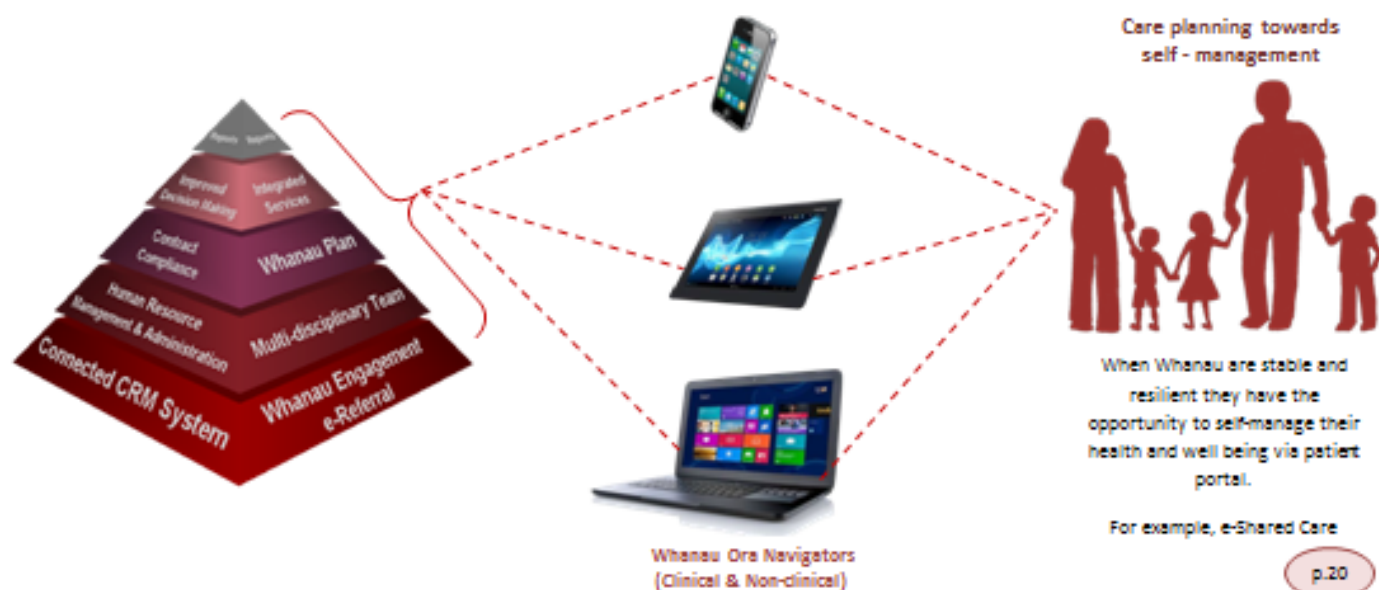 Improved
Decision Making
Integrated
Services
Contract
Compliance
Whanau Plan
Human Resource
Management & Administration
Multi-disciplinary Team
Connected CRM System
Whanau Engagement
e-Referral
Whanau Ora Navigators
(Clinical & Non-clinical)
Care planning towards
self - management
When Whanau are stable and
resilient they have the
opportunity to self-manage their
health and well being via patient
portal.
For example, e-Shared Care
p.20